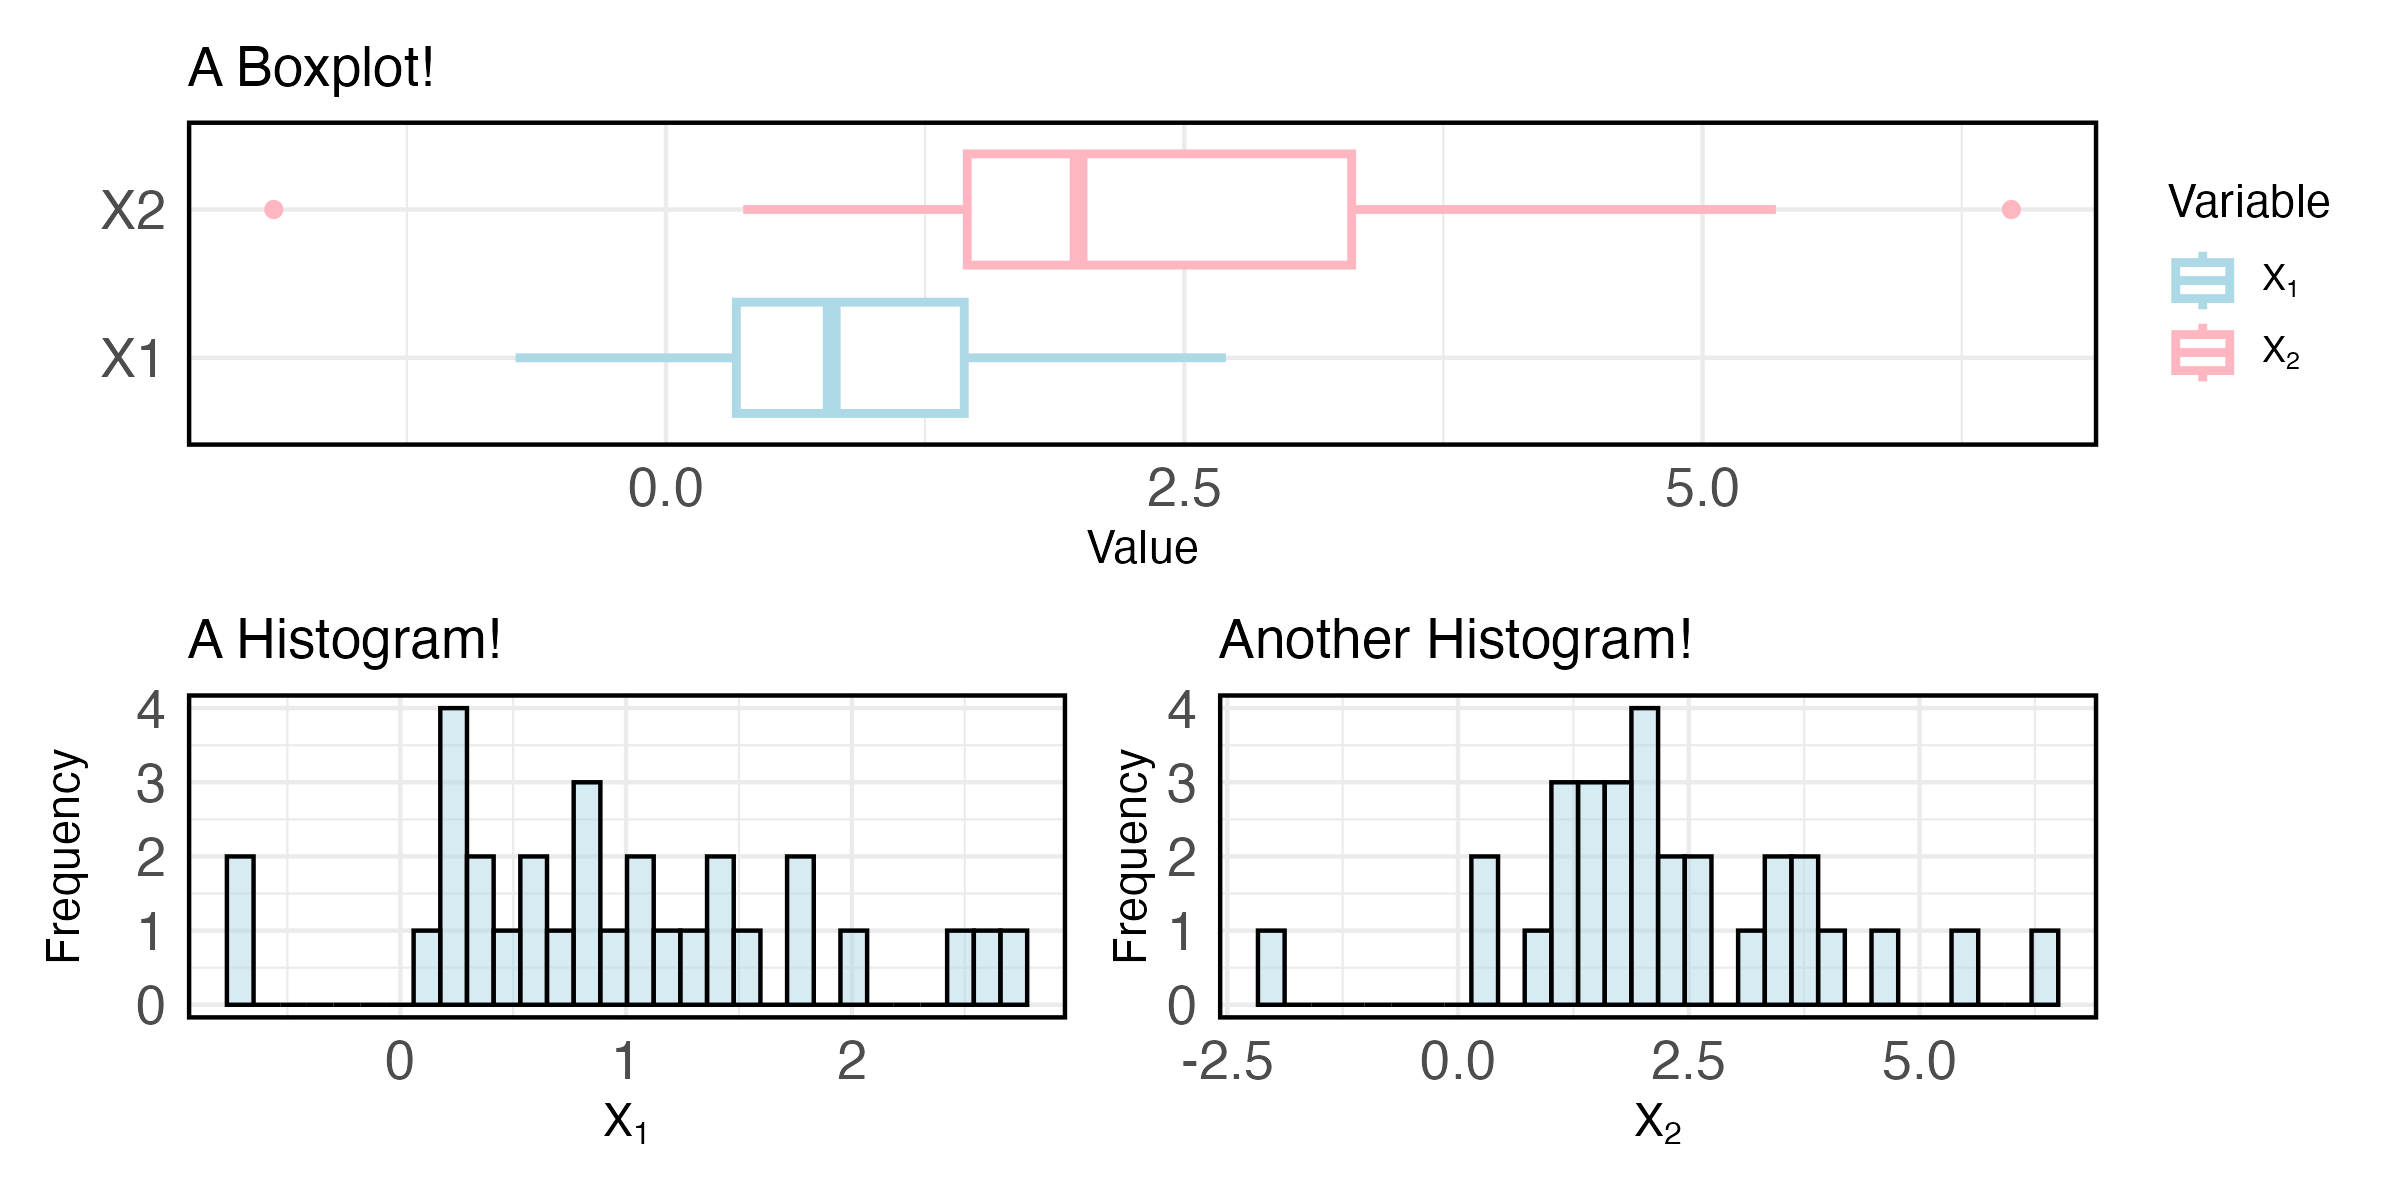 A Boxplot!
X2
X1
0.0 2.5 5.0
Value
Variable
X₁
X₂
A Histogram!
Frequency
4
3
2
1
0
0 1 2
X₁
Another Histogram!
Frequency
4
3
2
1
0
-2.5 0.0 2.5 5.0
X₂